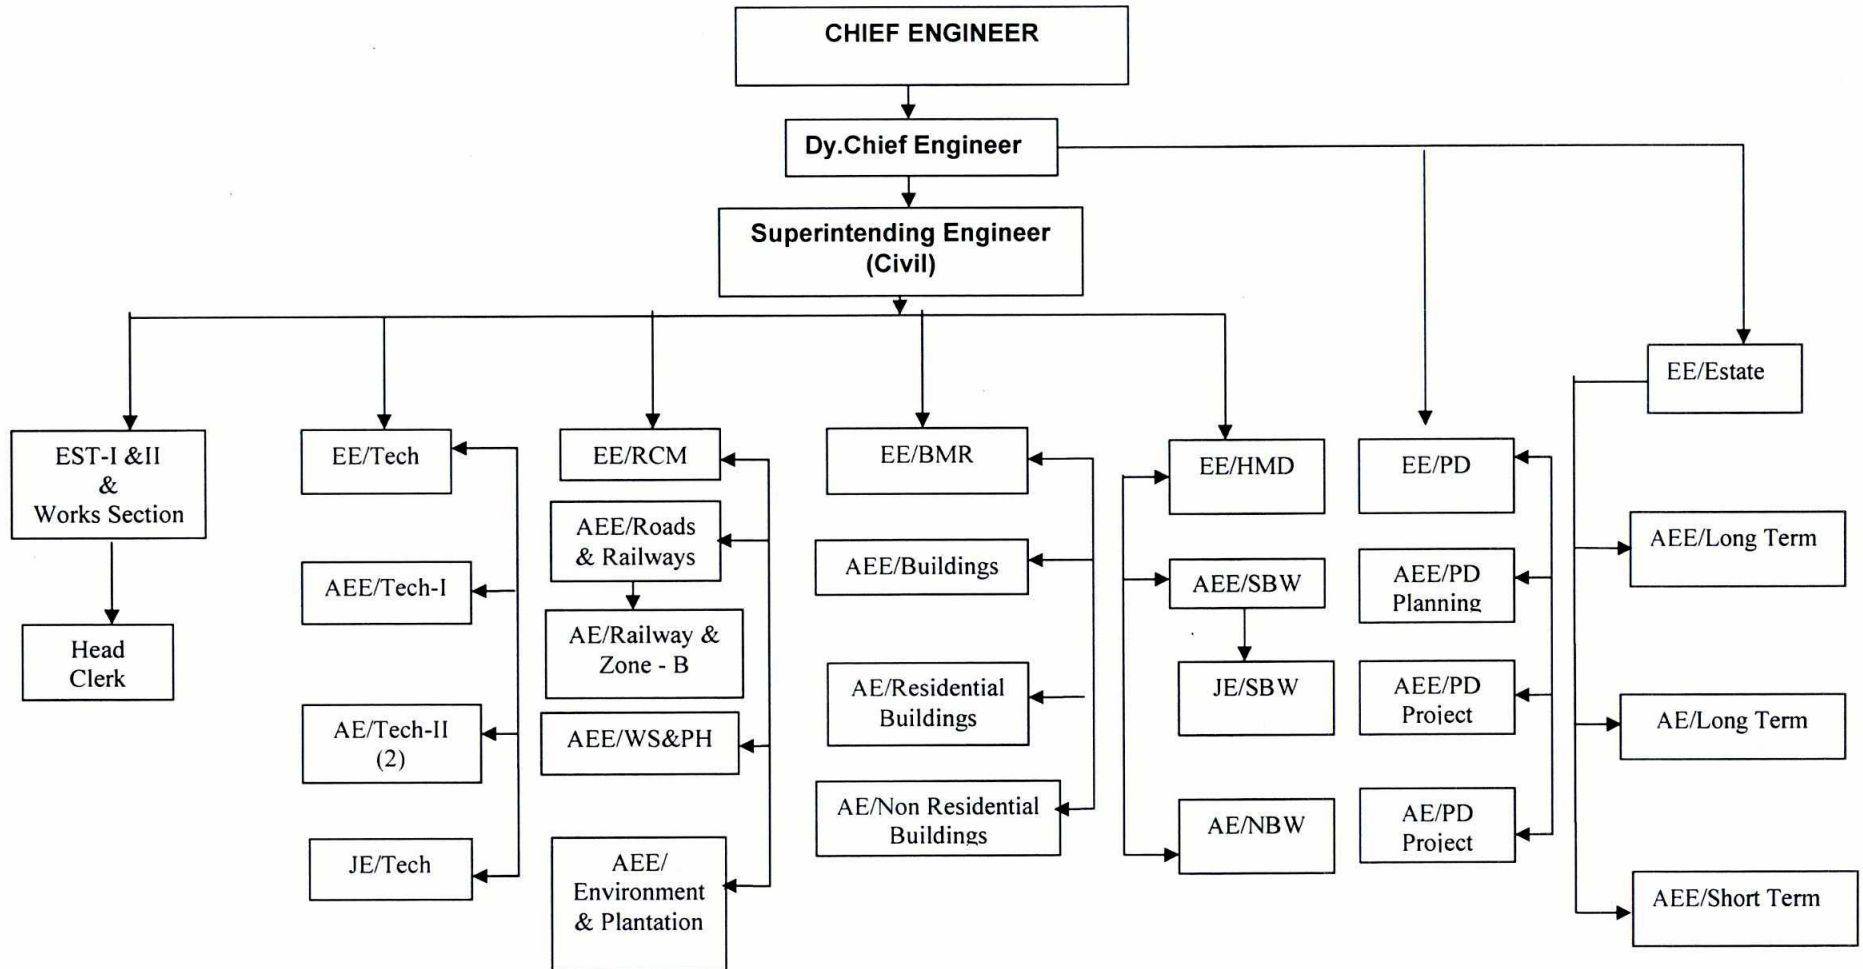 CHIEF ENGINEER
Dy.Chief Engineer
Superintending Engineer
(Civil)
EST-I &II
&
Works Section
Head
Clerk
EE/Tech
AEE/Tech-I
AE/Tech-II
(2)
JE/Tech
EE/RCM
AEE/Roads
& Railways
AE/Railway &
Zone - B
AEE/WS&PH
AEE/
Environment
& Plantation
EE/BMR
AEE/Buildings
AE/Residential
Buildings
AE/Non Residential
Buildings
EE/HMD
AEE/SBW
JE/SBW
AE/NBW
EE/PD
AEE/PD
Planning
AEE/PD
Project
AE/PD
Project
EE/Estate
AEE/Long Term
AE/Long Term
AEE/Short Term